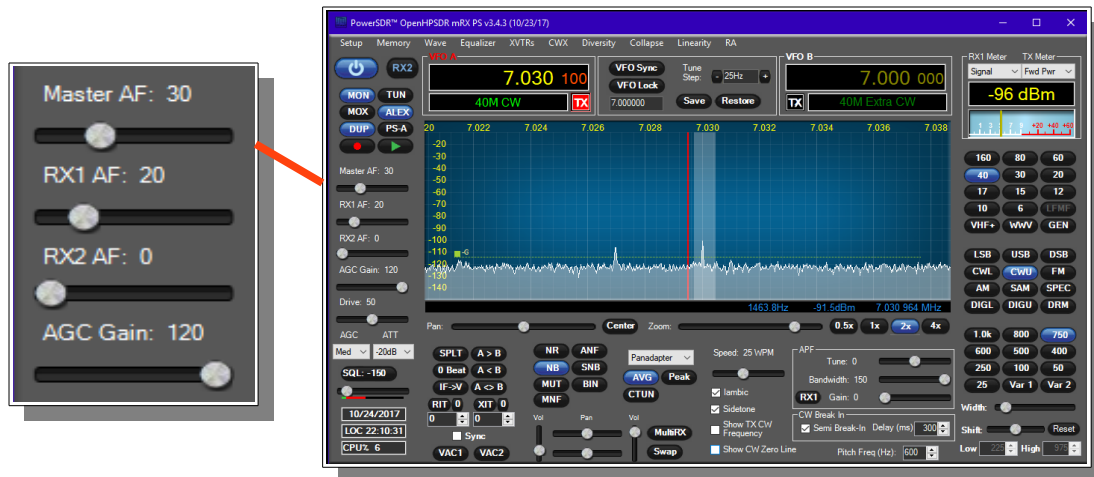 Master AF: 30
RX1 AF: 20
RX2 AF: 0
AGC Gain: 120
PowerSDR™ OpenHPSDR mRX PS v3.4.3 (10/23/17)
Setup Memory Wave Equalizer XVTRs CWX Diversity Collapse Linearity RA
RX2
MON TUN
MOX ALEX
DUP PS-A
Master AF: 30
RX1 AF: 20
RX2 AF: 0
AGC Gain: 120
Drive: 50
AGC ATT
Med -20dB
SQL: -150
10/24/2017
LOC 22:10:31
CPU% 6
VFO A
7.030 100
40M CW TX
VFO Sync
VFO Lock
7.000000
Tune
Step: - 25Hz +
Save Restore
VFO B
7.000 000
TX 40M Extra CW
RX1 Meter TX Meter
Signal Fwd Pwr
-96 dBm
1 3 5 7 9 +20 +40 +60
20 7.022 7.024 7.026 7.028 7.030 7.032 7.034 7.036 7.038
-20
-30
-40
-50
-60
-70
-80
-90
-100
-110
-G
-120
-130
-140
1463.8Hz -91.5dBm 7.030 964 MHz
Pan: Center Zoom: 0.5x 1x 2x 4x
SPLT A > B
0 Beat A < B
IF->V A <> B
RIT 0 XIT 0
0 0
Sync
VAC1 VAC2
NR ANF
NB SNB
MUT BIN
MNF
Vol Pan Vol
Panadapter
AVG Peak
CTUN
MultiRX
Swap
Speed: 25 WPM
Iambic
Sidetone
Show TX CW
Frequency
Show CW Zero Line
APF
Tune: 0
Bandwidth: 150
RX1 Gain: 0
CW Break In
Semi Break-In Delay (ms) 300
Pitch Freq (Hz): 600
160 80 60
40 30 20
17 15 12
10 6 LFMF
VHF+ WWV GEN
LSB USB DSB
CWL CWU FM
AM SAM SPEC
DIGL DIGU DRM
1.0k 800 750
600 500 400
250 100 50
25 Var 1 Var 2
Width:
Shift: Reset
Low 225 High 975